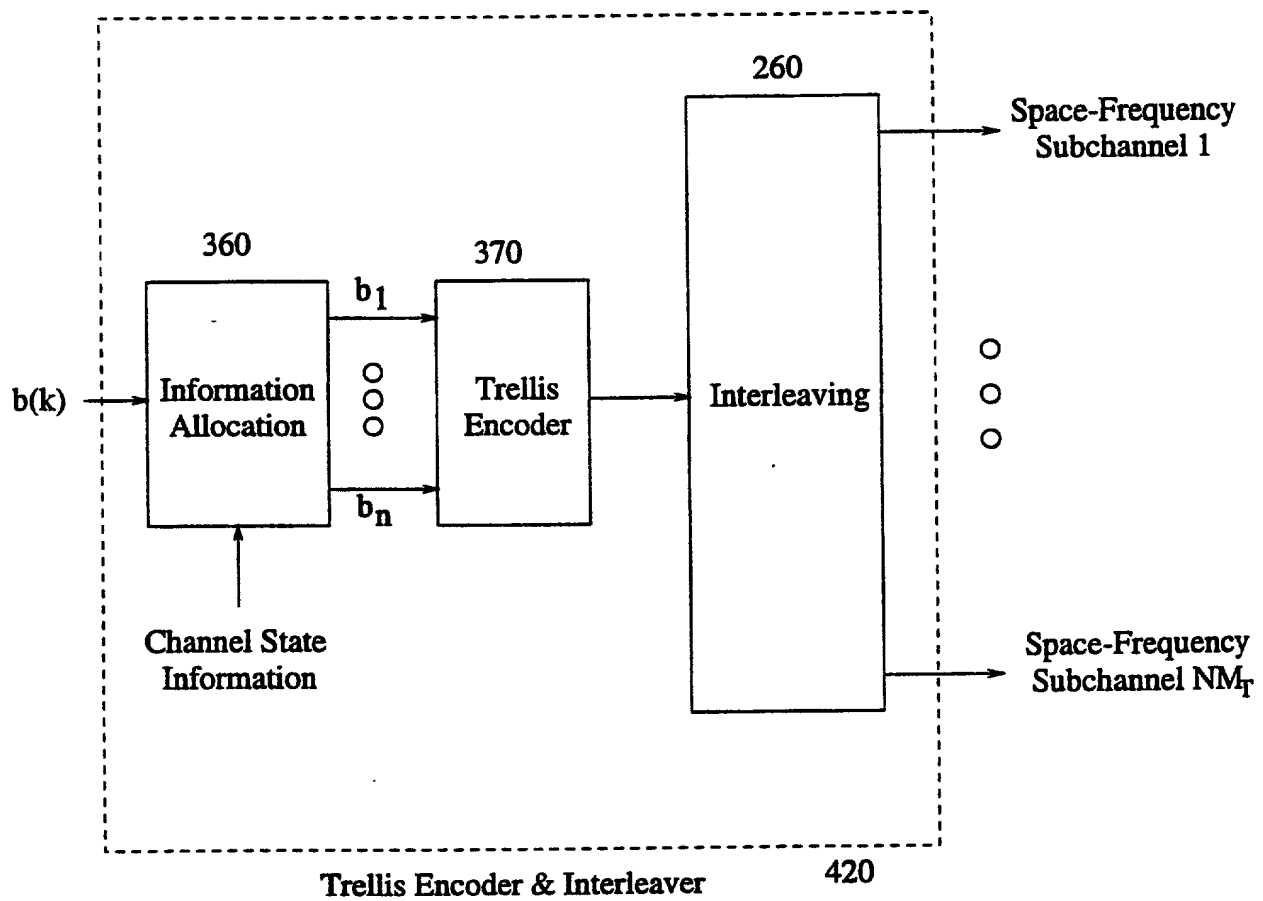 260
Space-Frequency
Subchannel 1
360
370
b1
b(k)
Information
Allocation
Trellis
Encoder
Interleaving
bn
Channel State
Information
Space-Frequency
Subchannel NMT
Trellis Encoder & Interleaver
420